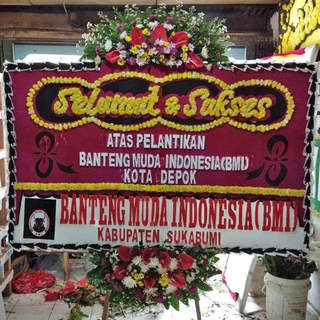 Selamat & Sukses
ATAS PELANTIKAN
BANTENG MUDA INDONESIA(BMI)
KOTA DEPOK
BANTENG MUDA INDONESIA(BMI)
KABUPATEN SUKABUMI